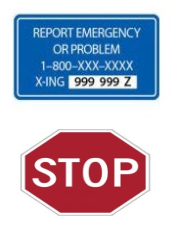 REPORT EMERGENCY
OR PROBLEM
1-800-XXX-XXXX
X-ING 999 999 Z
STOP